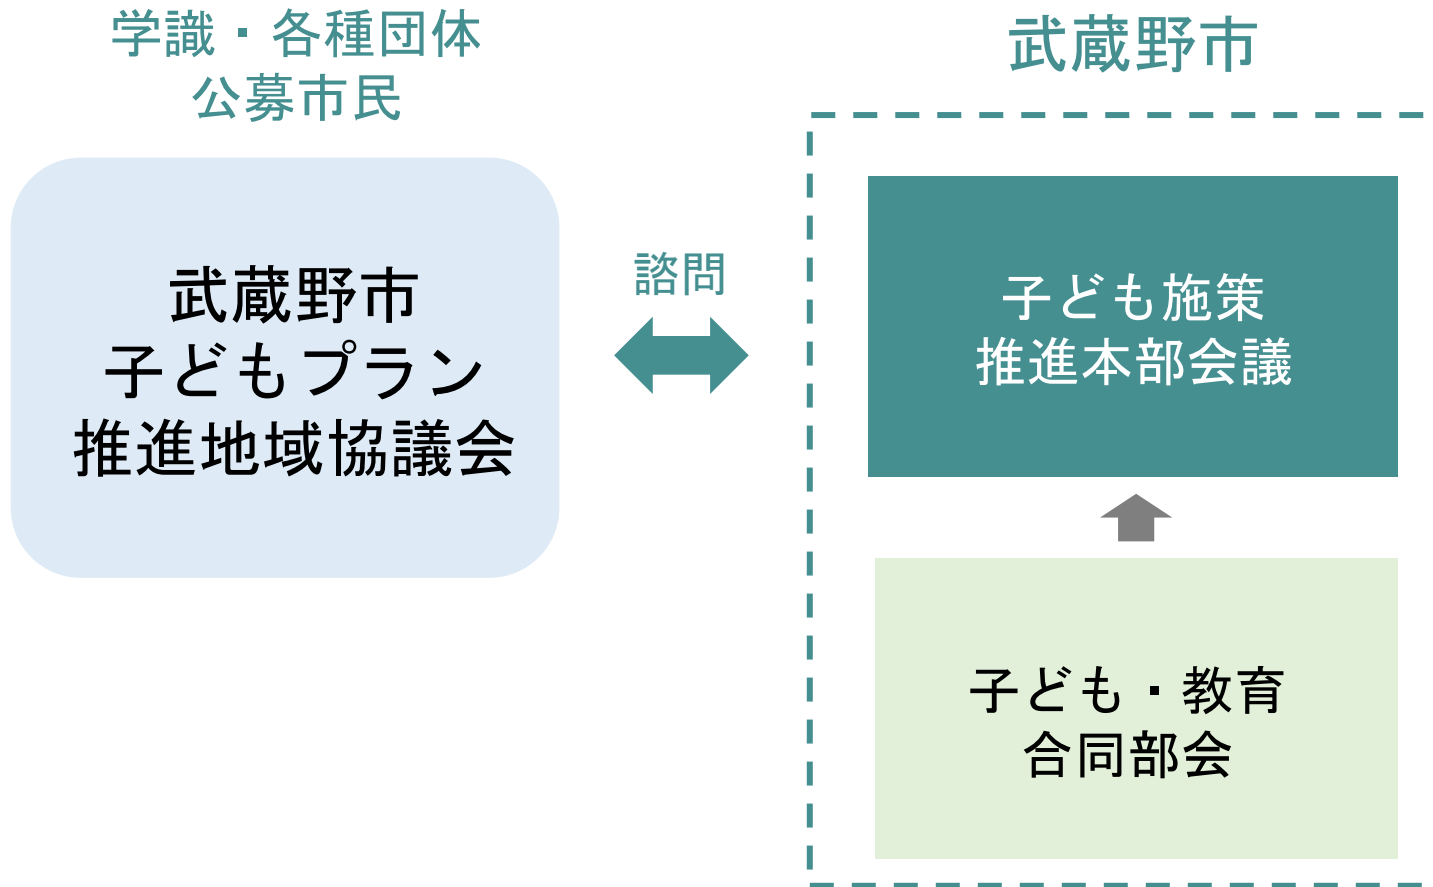 学識・各種団体
公募市民
武蔵野市
子どもプラン
推進地域協議会
諮問
武蔵野市
子ども施策
推進本部会議
子ども・教育
合同部会